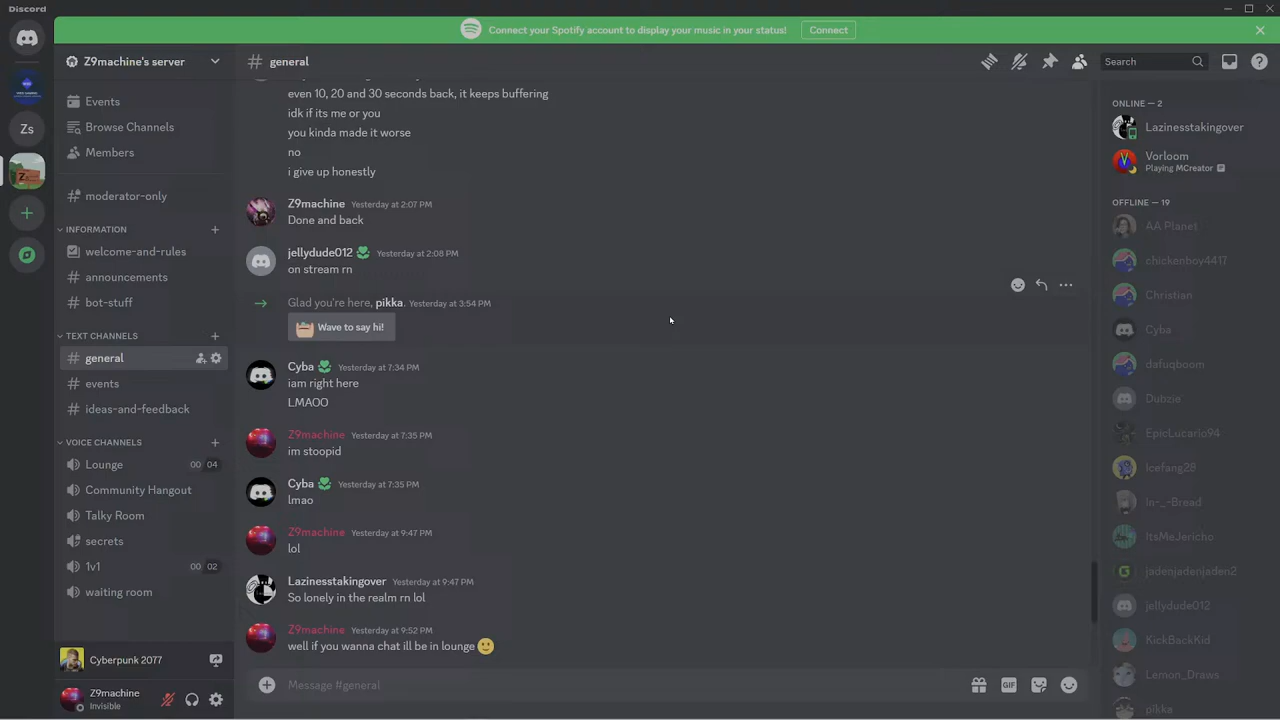 Discord
Connect your Spotify account to display your music in your status!
Connect
Z9machine's server
general
Search
Events
Browse Channels
Members
moderator-only
INFORMATION
welcome-and-rules
announcements
bot-stuff
TEXT CHANNELS
general
events
ideas-and-feedback
VOICE CHANNELS
Lounge 00 04
Community Hangout
Talky Room
secrets
1v1 00 02
waiting room
Cyberpunk 2077
Z9machine
Invisible
even 10, 20 and 30 seconds back, it keeps buffering
idk if its me or you
you kinda made it worse
no
i give up honestly
Z9machine Yesterday at 2:07 PM
Done and back
jellydude012 Yesterday at 2:08 PM
on stream rn
Glad you're here, pikka. Yesterday at 3:54 PM
Wave to say hi!
Cyba Yesterday at 7:34 PM
iam right here
LMAOO
Z9machine Yesterday at 7:35 PM
im stoopid
Cyba Yesterday at 7:35 PM
lmao
Z9machine Yesterday at 9:47 PM
lol
Lazinesstakingover Yesterday at 9:47 PM
So lonely in the realm rn lol
Z9machine Yesterday at 9:52 PM
well if you wanna chat ill be in lounge
Message #general
GIF
ONLINE — 2
Lazinesstakingover
Vorloom
Playing MCreator
OFFLINE — 19
AA Planet
chickenboy4417
Christian
Cyba
dafuqboom
Dubzie
EpicLucario94
Icefang28
In-_-Bread
ItsMeJericho
jadenjadenjaden2
jellydude012
KickBackKid
Lemon_Draws
pikka
Zs